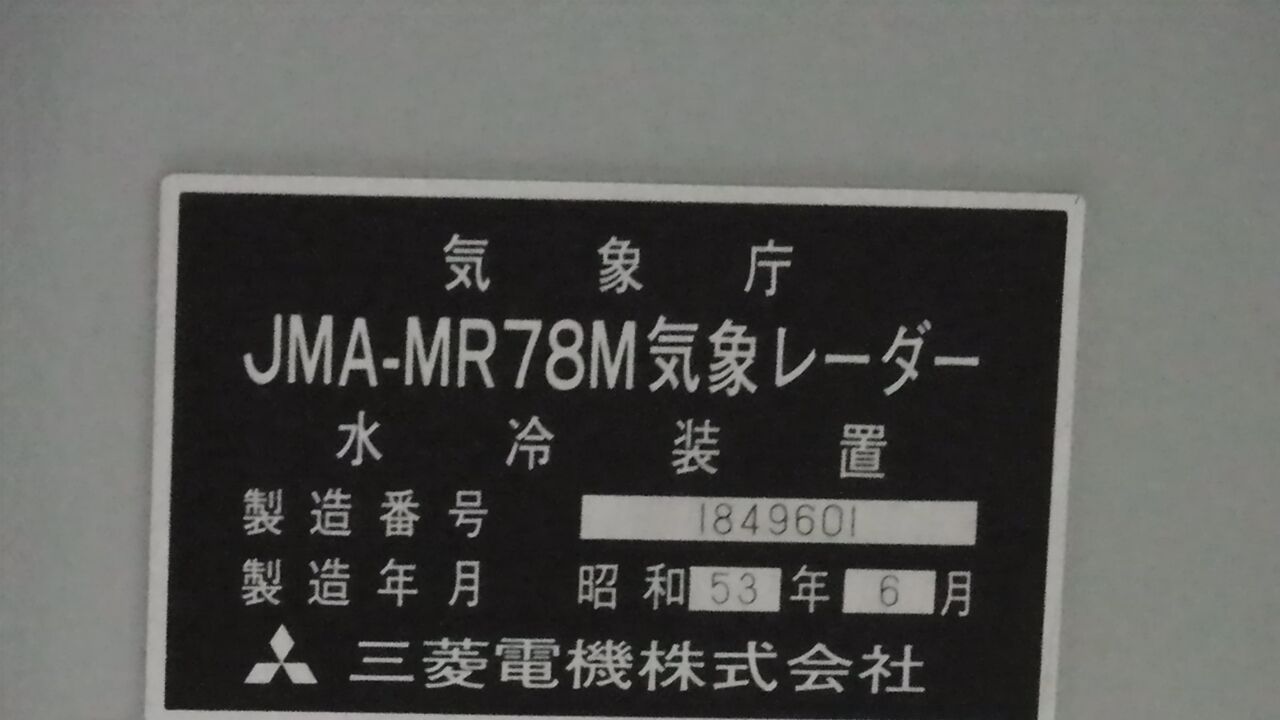 気象庁
JMA-MR78M気象レーダー
水冷装置
製造番号 1849601
製造年月 昭和53年6月
三菱電機株式会社